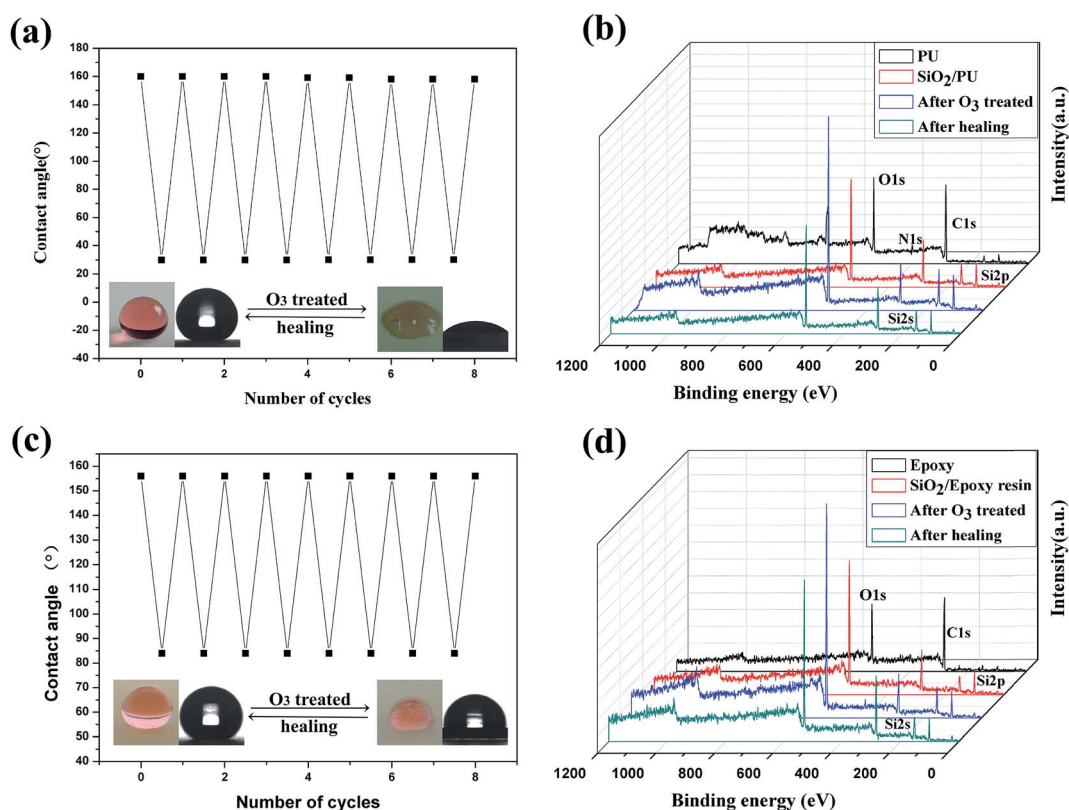 (a)
180
160
140
120
100
80
60
40
20
0
-20
-40
Contact angle(°)
O3 treated
healing
0 2 4 6 8
Number of cycles
(b)
PU
SiO2/PU
After O3 treated
After healing
O1s
C1s
N1s
Si2p
Si2s
Intensity(a.u.)
1200 1000 800 600 400 200 0
Binding energy (eV)
(c)
160
150
140
130
120
110
100
90
80
70
60
50
40
Contact angle (°)
O3 treated
healing
0 2 4 6 8
Number of cycles
(d)
Epoxy
SiO2/Epoxy resin
After O3 treated
After healing
O1s
C1s
Si2p
Si2s
Intensity(a.u.)
1200 1000 800 600 400 200 0
Binding energy (eV)